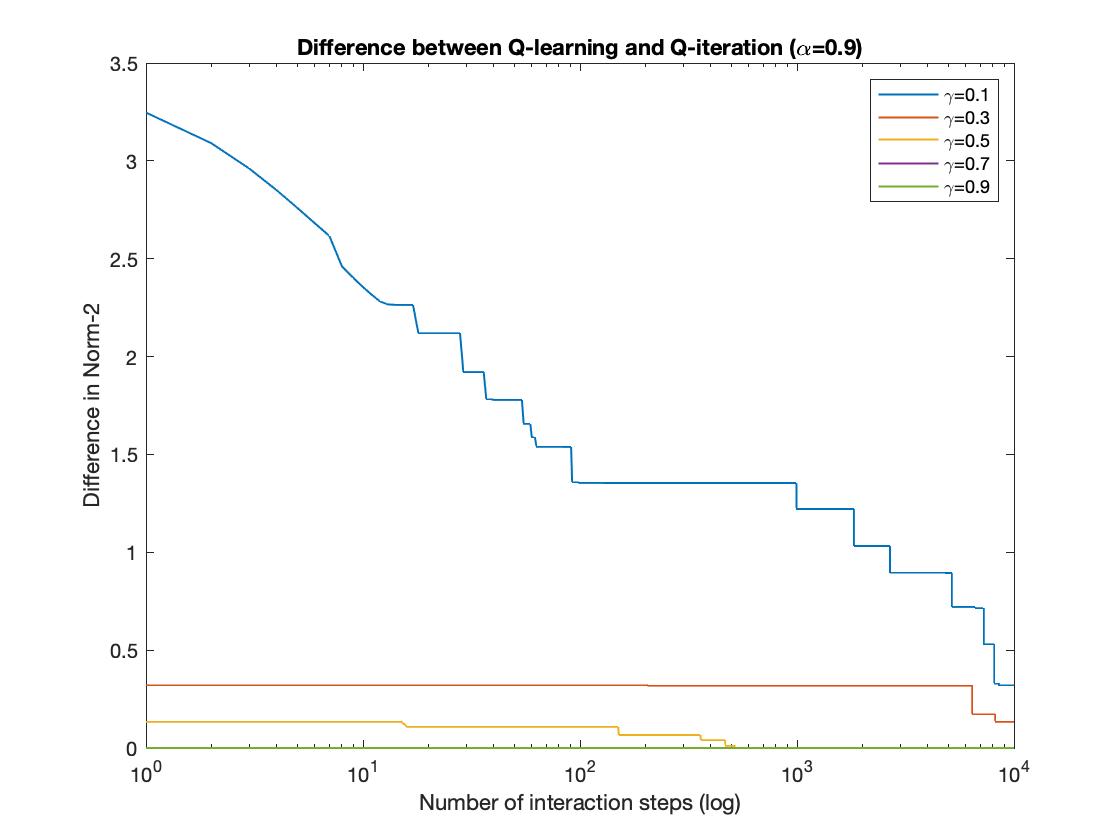 Difference between Q-learning and Q-iteration (α=0.9)
3.5
3
2.5
2
1.5
1
0.5
0
Difference in Norm-2
γ=0.1
γ=0.3
γ=0.5
γ=0.7
γ=0.9
10⁰ 10¹ 10² 10³ 10⁴
Number of interaction steps (log)